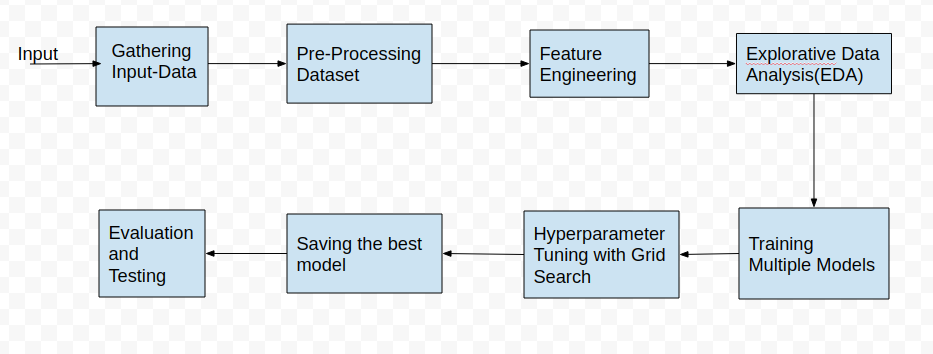 Input
Gathering
Input-Data
Pre-Processing
Dataset
Feature
Engineering
Explorative Data
Analysis(EDA)
Training
Multiple Models
Hyperparameter
Tuning with Grid
Search
Saving the best
model
Evaluation
and
Testing